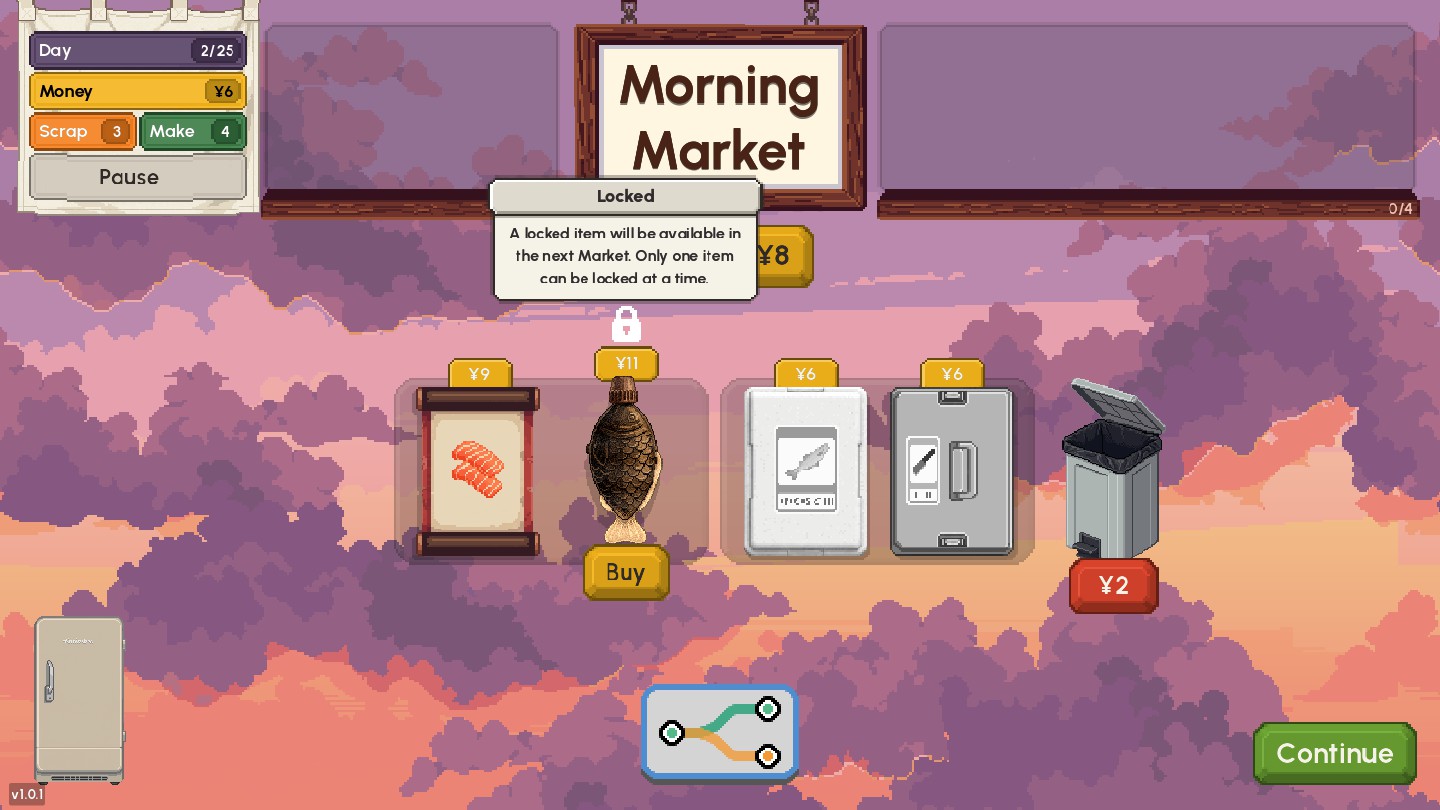 Day 2/25
Money ¥6
Scrap 3 Make 4
Pause
Morning
Market
0/4
Locked
A locked item will be available in
the next Market. Only one item
can be locked at a time.
¥8
¥9
¥11
¥6
¥6
Buy
¥2
Continue
v1.0.1